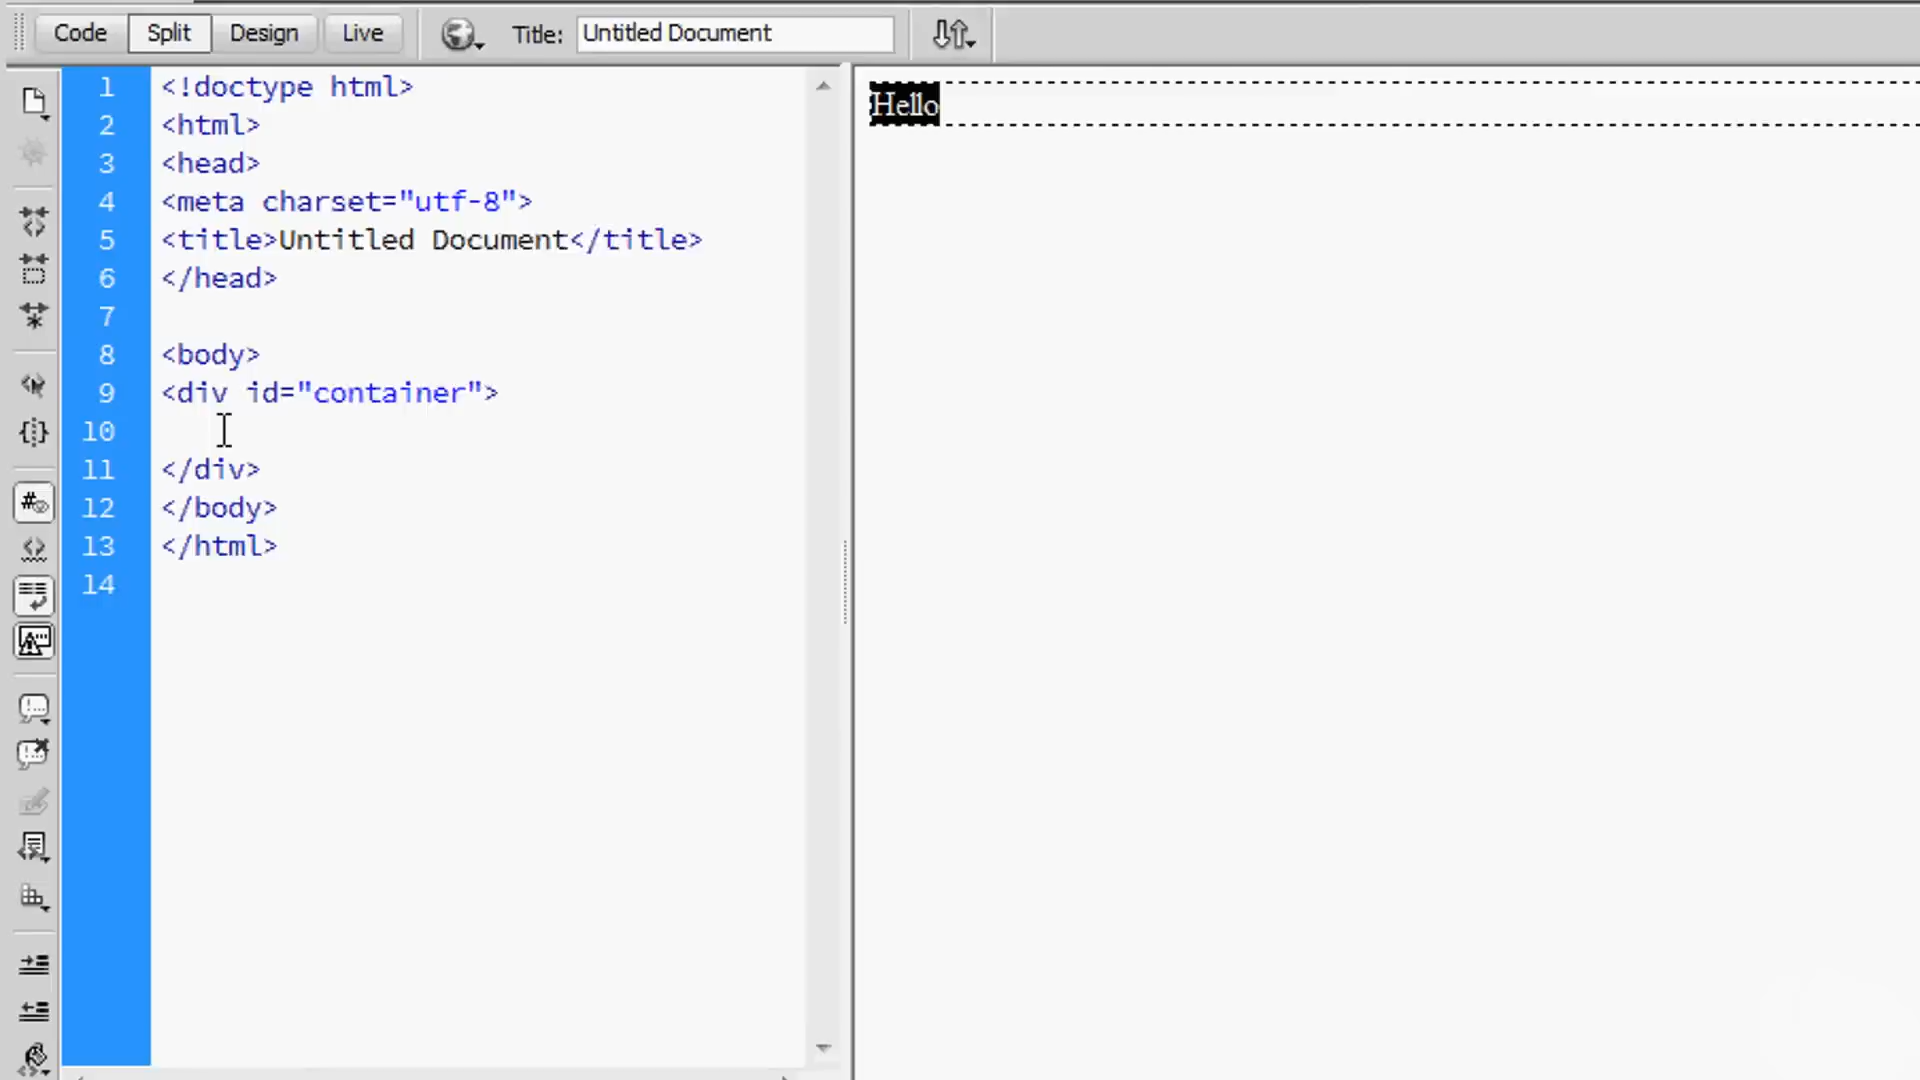 Code Split Design Live Title: Untitled Document
1 <!doctype html>
2 <html>
3 <head>
4 <meta charset="utf-8">
5 <title>Untitled Document</title>
6 </head>
7
8 <body>
9 <div id="container">
10
11 </div>
12 </body>
13 </html>
14
Hello